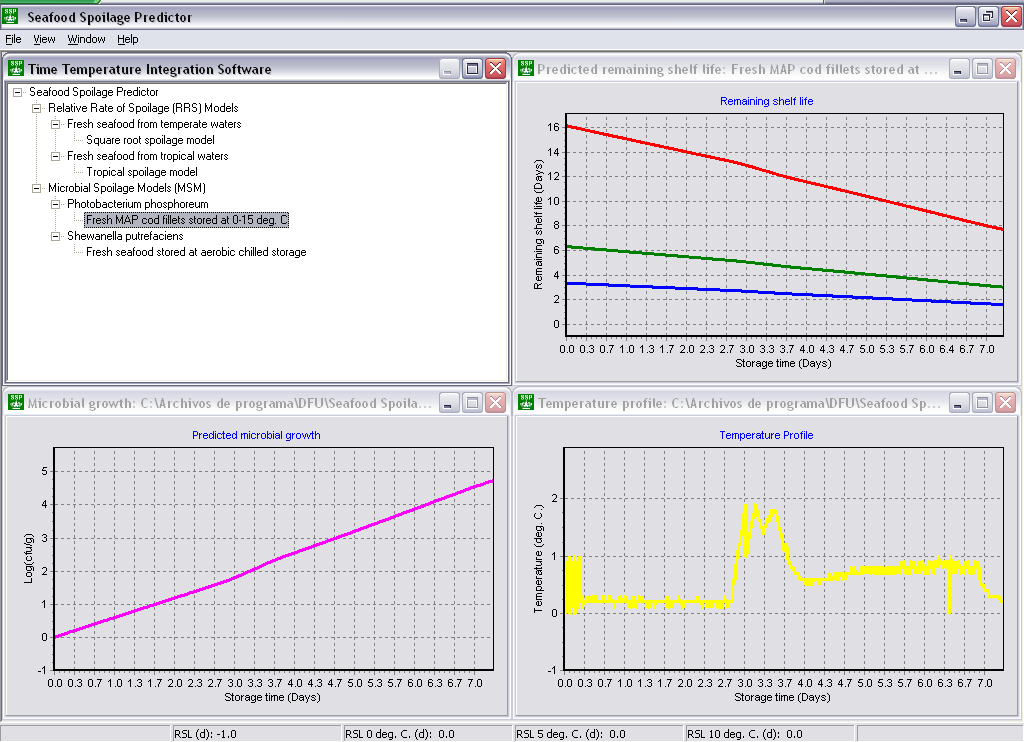 Seafood Spoilage Predictor
File View Window Help
Time Temperature Integration Software
Seafood Spoilage Predictor
Relative Rate of Spoilage (RRS) Models
Fresh seafood from temperate waters
Square root spoilage model
Fresh seafood from tropical waters
Tropical spoilage model
Microbial Spoilage Models (MSM)
Photobacterium phosphoreum
Fresh MAP cod fillets stored at 0-15 deg. C
Shewanella putrefaciens
Fresh seafood stored at aerobic chilled storage
Predicted remaining shelf life: Fresh MAP cod fillets stored at ...
Remaining shelf life
Remaining shelf life (Days)
16
14
12
10
8
6
4
2
0
0.0 0.3 0.7 1.0 1.3 1.7 2.0 2.3 2.7 3.0 3.3 3.7 4.0 4.3 4.7 5.0 5.3 5.7 6.0 6.4 6.7 7.0
Storage time (Days)
Microbial growth: C:\Archivos de programa\DFU\Seafood Spoila...
Predicted microbial growth
Log(cfu/g)
5
4
3
2
1
0
-1
0.0 0.3 0.7 1.0 1.3 1.7 2.0 2.3 2.7 3.0 3.3 3.7 4.0 4.3 4.7 5.0 5.3 5.7 6.0 6.3 6.7 7.0
Storage time (Days)
Temperature profile: C:\Archivos de programa\DFU\Seafood Sp...
Temperature Profile
Temperature (deg. C.)
2
1
0
-1
0.0 0.3 0.7 1.0 1.3 1.7 2.0 2.3 2.7 3.0 3.3 3.7 4.0 4.3 4.7 5.0 5.3 5.7 6.0 6.3 6.7 7.0
Storage time (Days)
RSL (d): -1.0
RSL 0 deg. C. (d): 0.0
RSL 5 deg. C. (d): 0.0
RSL 10 deg. C. (d): 0.0